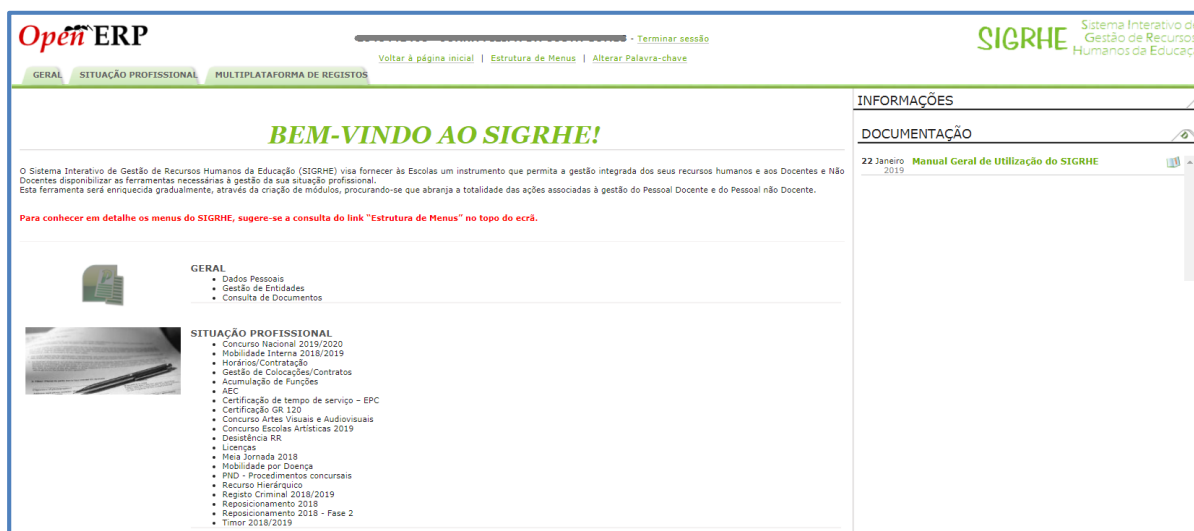 Open ERP
- Terminar sessão
Voltar à página inicial | Estrutura de Menus | Alterar Palavra-chave
SIGRHE
Sistema Interativo de
Gestão de Recursos
Humanos da Educaç
GERAL SITUAÇÃO PROFISSIONAL MULTIPLATAFORMA DE REGISTOS
BEM-VINDO AO SIGRHE!
O Sistema Interativo de Gestão de Recursos Humanos da Educação (SIGRHE) visa fornecer às Escolas um instrumento que permita a gestão integrada dos seus recursos humanos e aos Docentes e Não
Docentes disponibilizar as ferramentas necessárias à gestão da sua situação profissional.
Esta ferramenta será enriquecida gradualmente, através da criação de módulos, procurando-se que abranja a totalidade das ações associadas à gestão do Pessoal Docente e do Pessoal não Docente.
Para conhecer em detalhe os menus do SIGRHE, sugere-se a consulta do link "Estrutura de Menus" no topo do ecrã.
GERAL
• Dados Pessoais
• Gestão de Entidades
• Consulta de Documentos
SITUAÇÃO PROFISSIONAL
• Concurso Nacional 2019/2020
• Mobilidade Interna 2018/2019
• Horários/Contratação
• Gestão de Colocações/Contratos
• Acumulação de Funções
• AEC
• Certificação de tempo de serviço – EPC
• Certificação GR 120
• Concurso Artes Visuais e Audiovisuais
• Concurso Escolas Artísticas 2019
• Desistência RR
• Licenças
• Meia Jornada 2018
• Mobilidade por Doença
• PND - Procedimentos concursais
• Recurso Hierárquico
• Registo Criminal 2018/2019
• Reposicionamento 2018
• Reposicionamento 2018 - Fase 2
• Timor 2018/2019
INFORMAÇÕES
DOCUMENTAÇÃO
22 Janeiro Manual Geral de Utilização do SIGRHE
2019